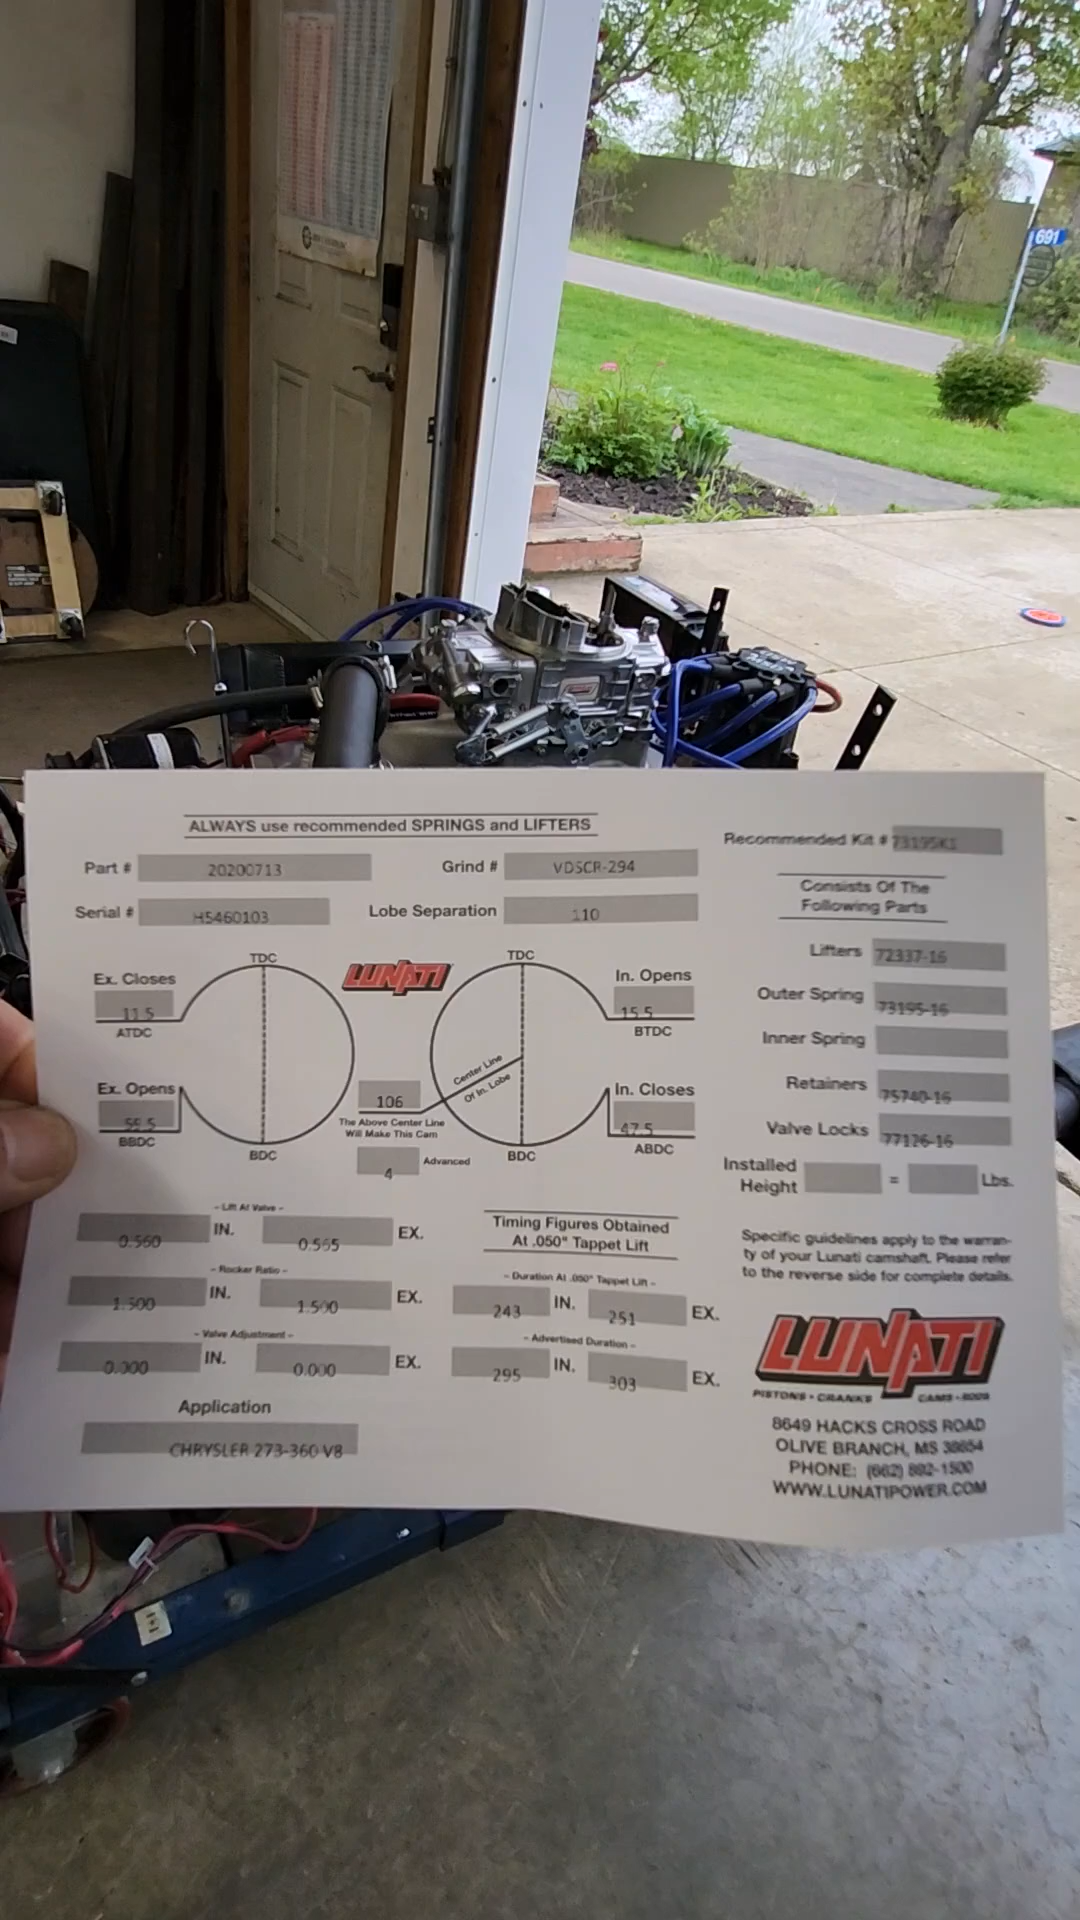 691
ALWAYS use recommended SPRINGS and LIFTERS
Recommended Kit # 73195K1
Part # 20200713
Grind # VDSCR-294
Serial # H5460103
Lobe Separation 110
Consists Of The
Following Parts
Lifters 72337-16
Outer Spring 73195-16
Inner Spring
Retainers 75740-16
Valve Locks 77126-16
Installed
Height = Lbs.
TDC
Ex. Closes
11.5
ATDC
Ex. Opens
55.5
BBDC
BDC
LUNATI
TDC
In. Opens
15.5
BTDC
Center Line
Of In. Lobe
106
The Above Center Line
Will Make This Cam
4 Advanced
In. Closes
47.5
ABDC
BDC
- Lift At Valve -
0.560 IN. 0.565 EX.
- Rocker Ratio -
1.500 IN. 1.500 EX.
- Valve Adjustment -
0.000 IN. 0.000 EX.
Timing Figures Obtained
At .050" Tappet Lift
- Duration At .050" Tappet Lift -
243 IN. 251 EX.
- Advertised Duration -
295 IN. 303 EX.
Application
CHRYSLER 273-360 V8
Specific guidelines apply to the warran-
ty of your Lunati camshaft. Please refer
to the reverse side for complete details.
LUNATI
PISTONS • CRANKS CAMS • RODS
8649 HACKS CROSS ROAD
OLIVE BRANCH, MS 38654
PHONE: (662) 892-1500
WWW.LUNATIPOWER.COM